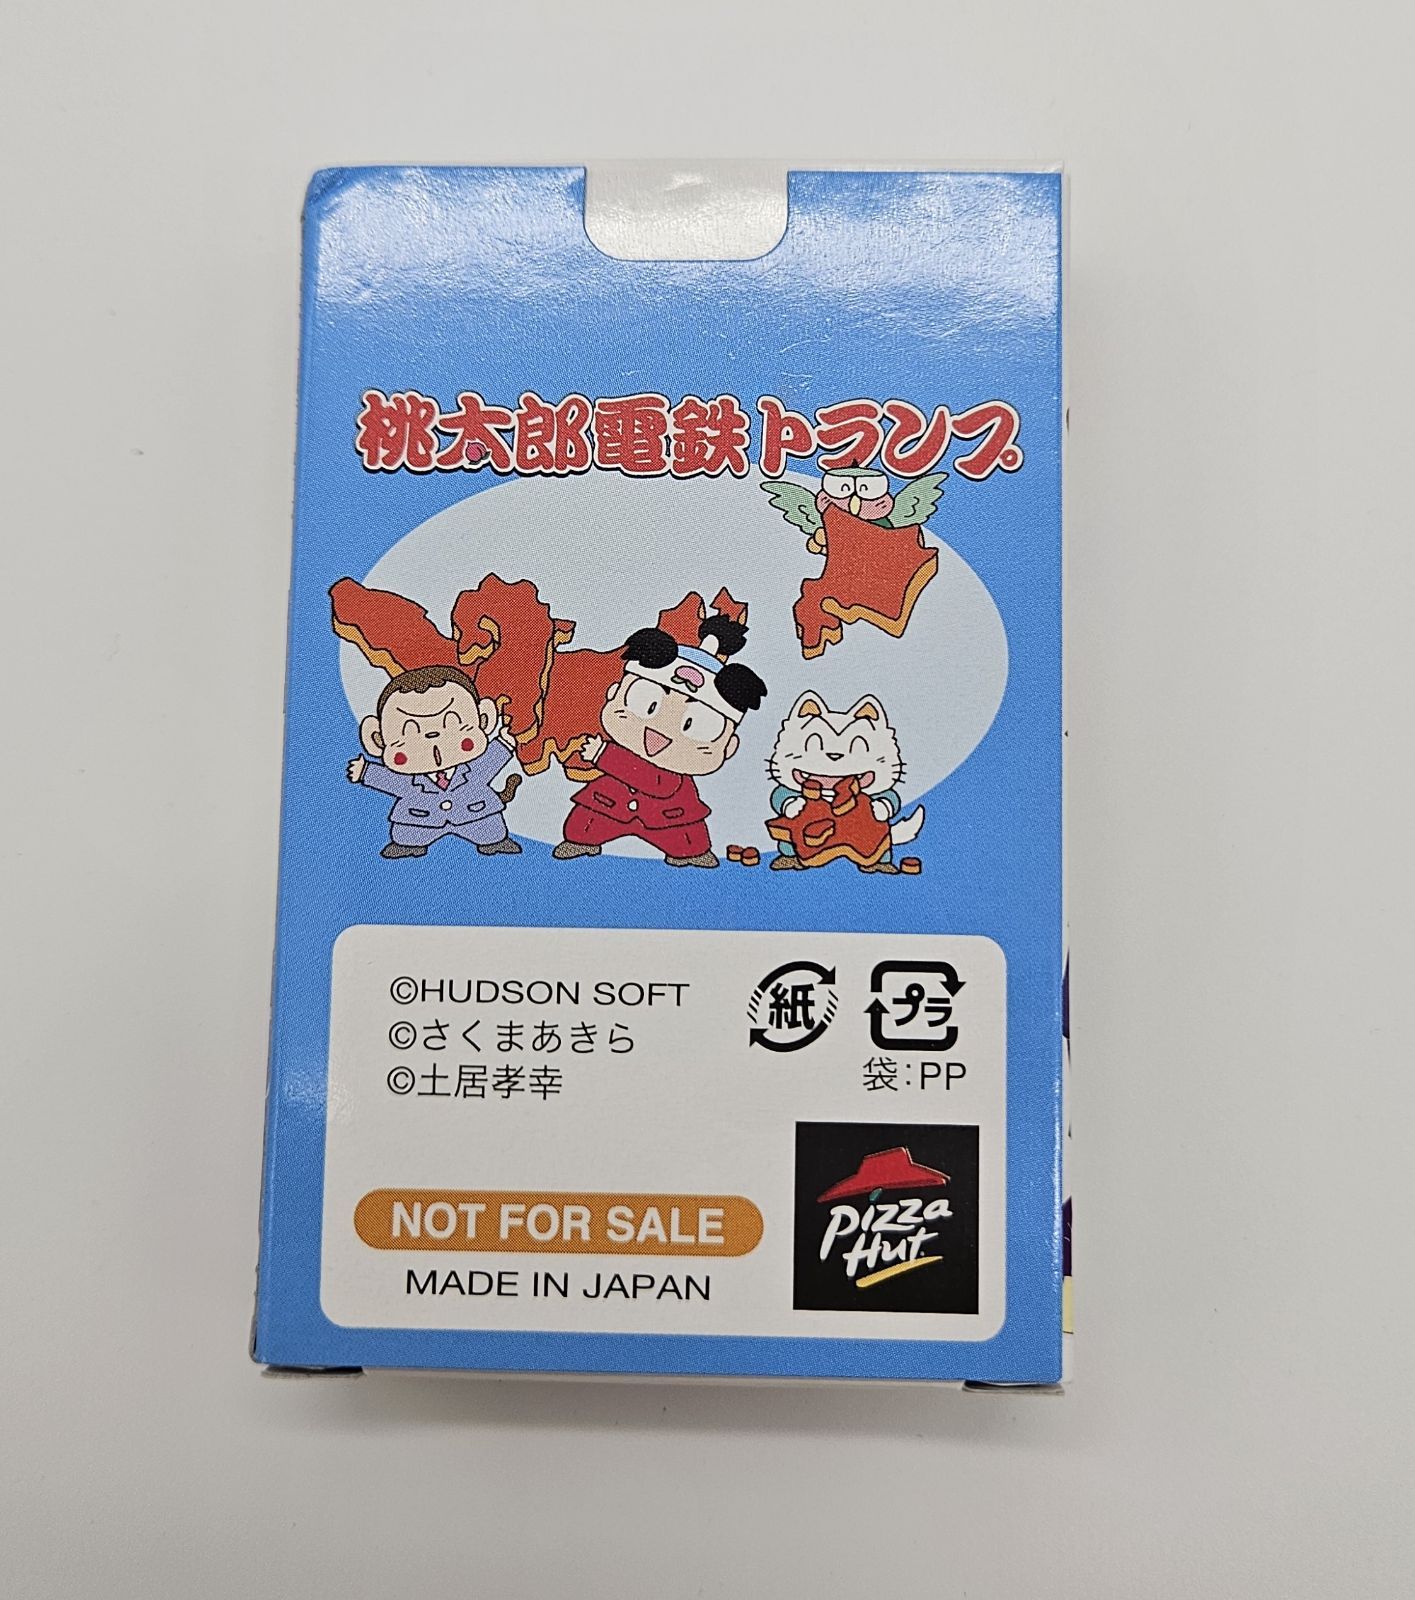 桃太郎電鉄トランプ
©HUDSON SOFT
©さくまあきら
©土居孝幸
紙
プラ
袋:PP
NOT FOR SALE
MADE IN JAPAN
Pizza
Hut